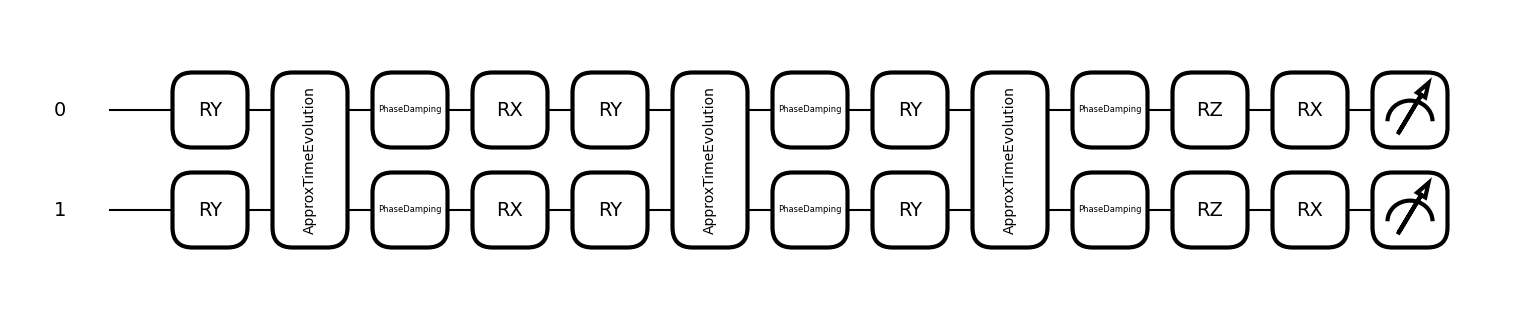 0 RY ApproxTimeEvolution PhaseDamping RX RY ApproxTimeEvolution PhaseDamping RY ApproxTimeEvolution PhaseDamping RZ RX
1 RY PhaseDamping RX RY PhaseDamping RY PhaseDamping RZ RX